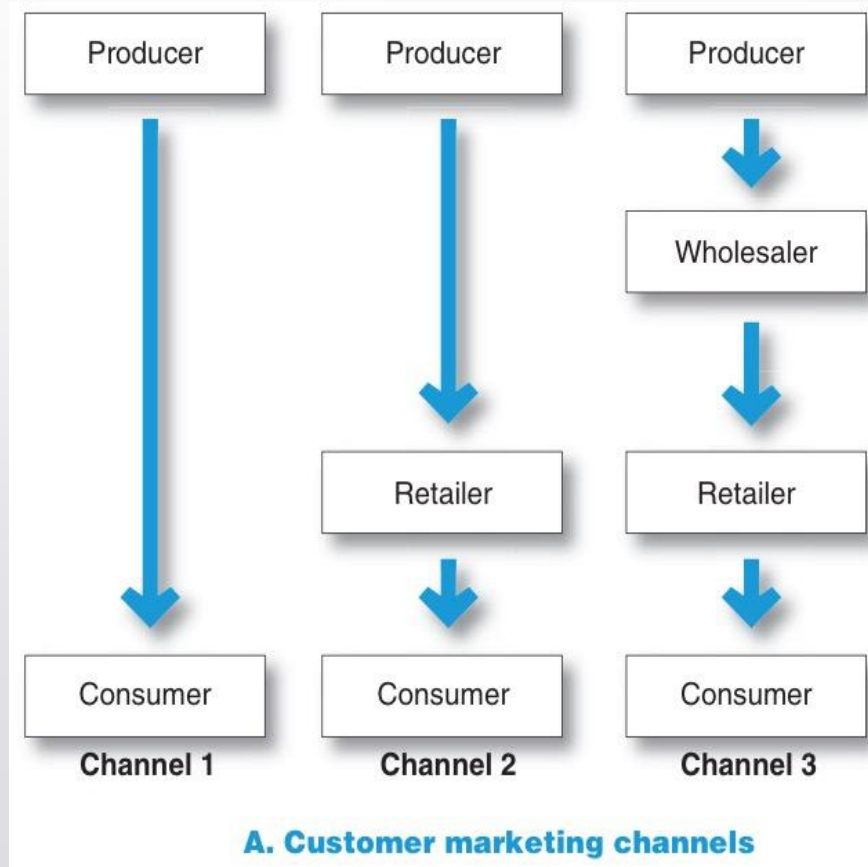 Producer
Producer
Producer
Wholesaler
Retailer
Retailer
Consumer
Consumer
Consumer
Channel 1
Channel 2
Channel 3
A. Customer marketing channels